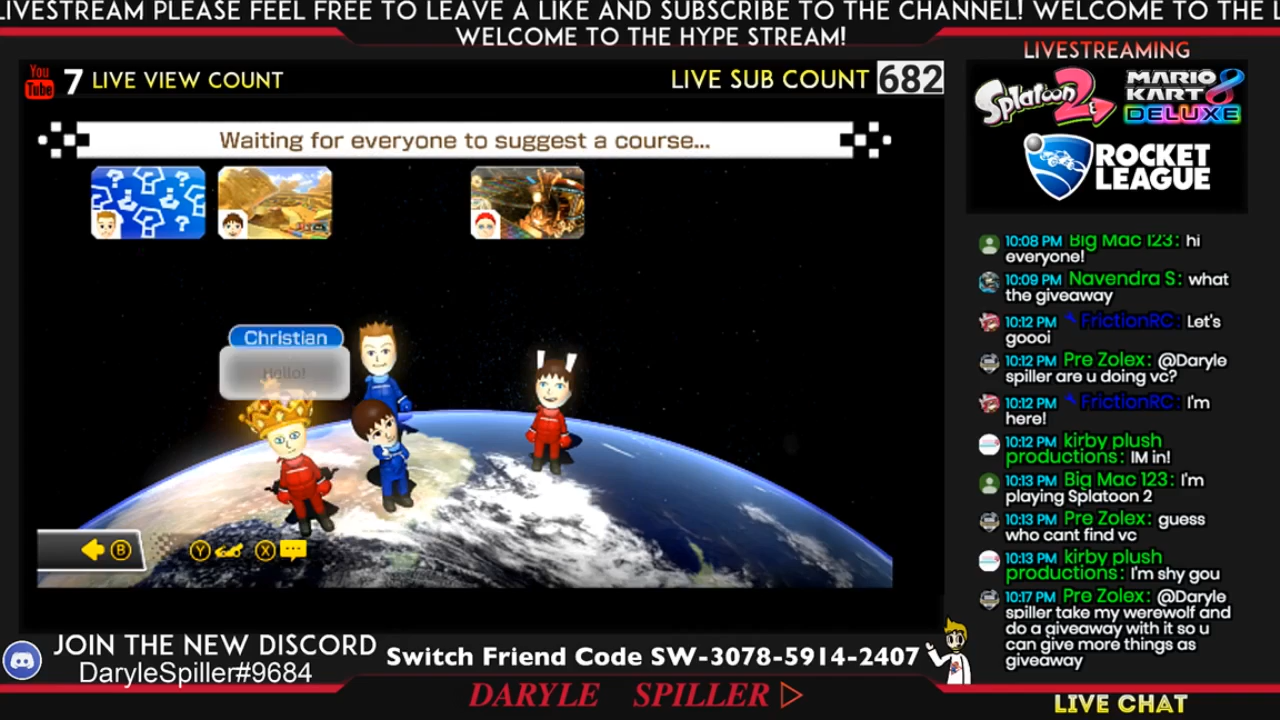 LIVESTREAM PLEASE FEEL FREE TO LEAVE A LIKE AND SUBSCRIBE TO THE CHANNEL! WELCOME TO THE
WELCOME TO THE HYPE STREAM!
You
Tube
7 LIVE VIEW COUNT
LIVE SUB COUNT 682
Waiting for everyone to suggest a course...
Christian
Hello!
B
Y
X
LIVESTREAMING
Splatoon 2
MARIO KART 8 DELUXE
ROCKET
LEAGUE
10:08 PM Big Mac 123: hi
everyone!
10:09 PM Navendra S: what
the giveaway
10:12 PM FrictionRC: Let's
goooi
10:12 PM Pre Zolex: @Daryle
spiller are u doing vc?
10:12 PM FrictionRC: I'm
here!
10:12 PM kirby plush
productions: IM in!
10:13 PM Big Mac 123: I'm
playing Splatoon 2
10:13 PM Pre Zolex: guess
who cant find vc
10:13 PM kirby plush
productions: I'm shy gou
10:17 PM Pre Zolex: @Daryle
spiller take my werewolf and
do a giveaway with it so u
can give more things as
giveaway
LIVE CHAT
JOIN THE NEW DISCORD
DaryleSpiller#9684
Switch Friend Code SW-3078-5914-2407
DARYLE SPILLER